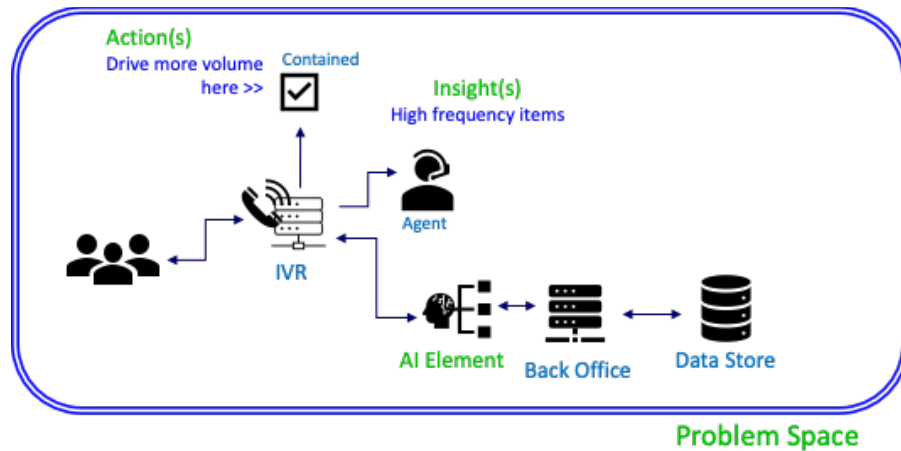 Action(s)
Drive more volume
here >>
Contained
Insight(s)
High frequency items
Agent
IVR
AI Element
Back Office
Data Store
Problem Space